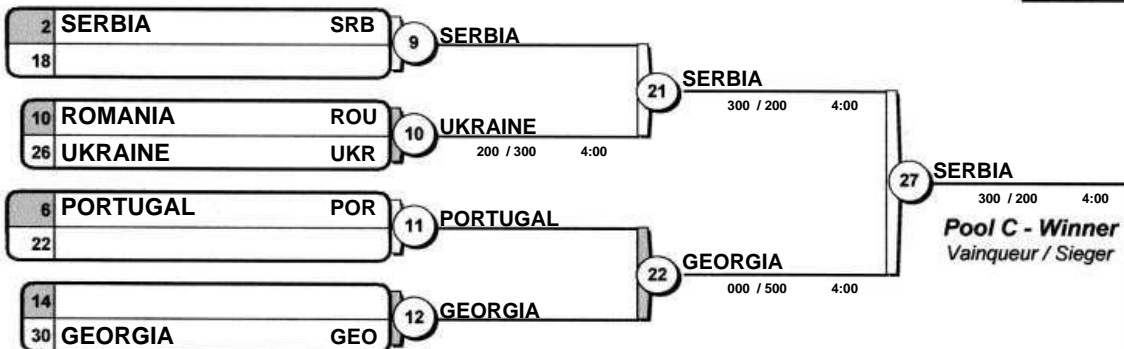 2 SERBIA SRB
18
9 SERBIA
10 ROMANIA ROU
26 UKRAINE UKR
10 UKRAINE
200 / 300 4:00
21 SERBIA
300 / 200 4:00
6 PORTUGAL POR
22
11 PORTUGAL
14
30 GEORGIA GEO
12 GEORGIA
22 GEORGIA
000 / 500 4:00
27 SERBIA
300 / 200 4:00
Pool C - Winner
Vainqueur / Sieger